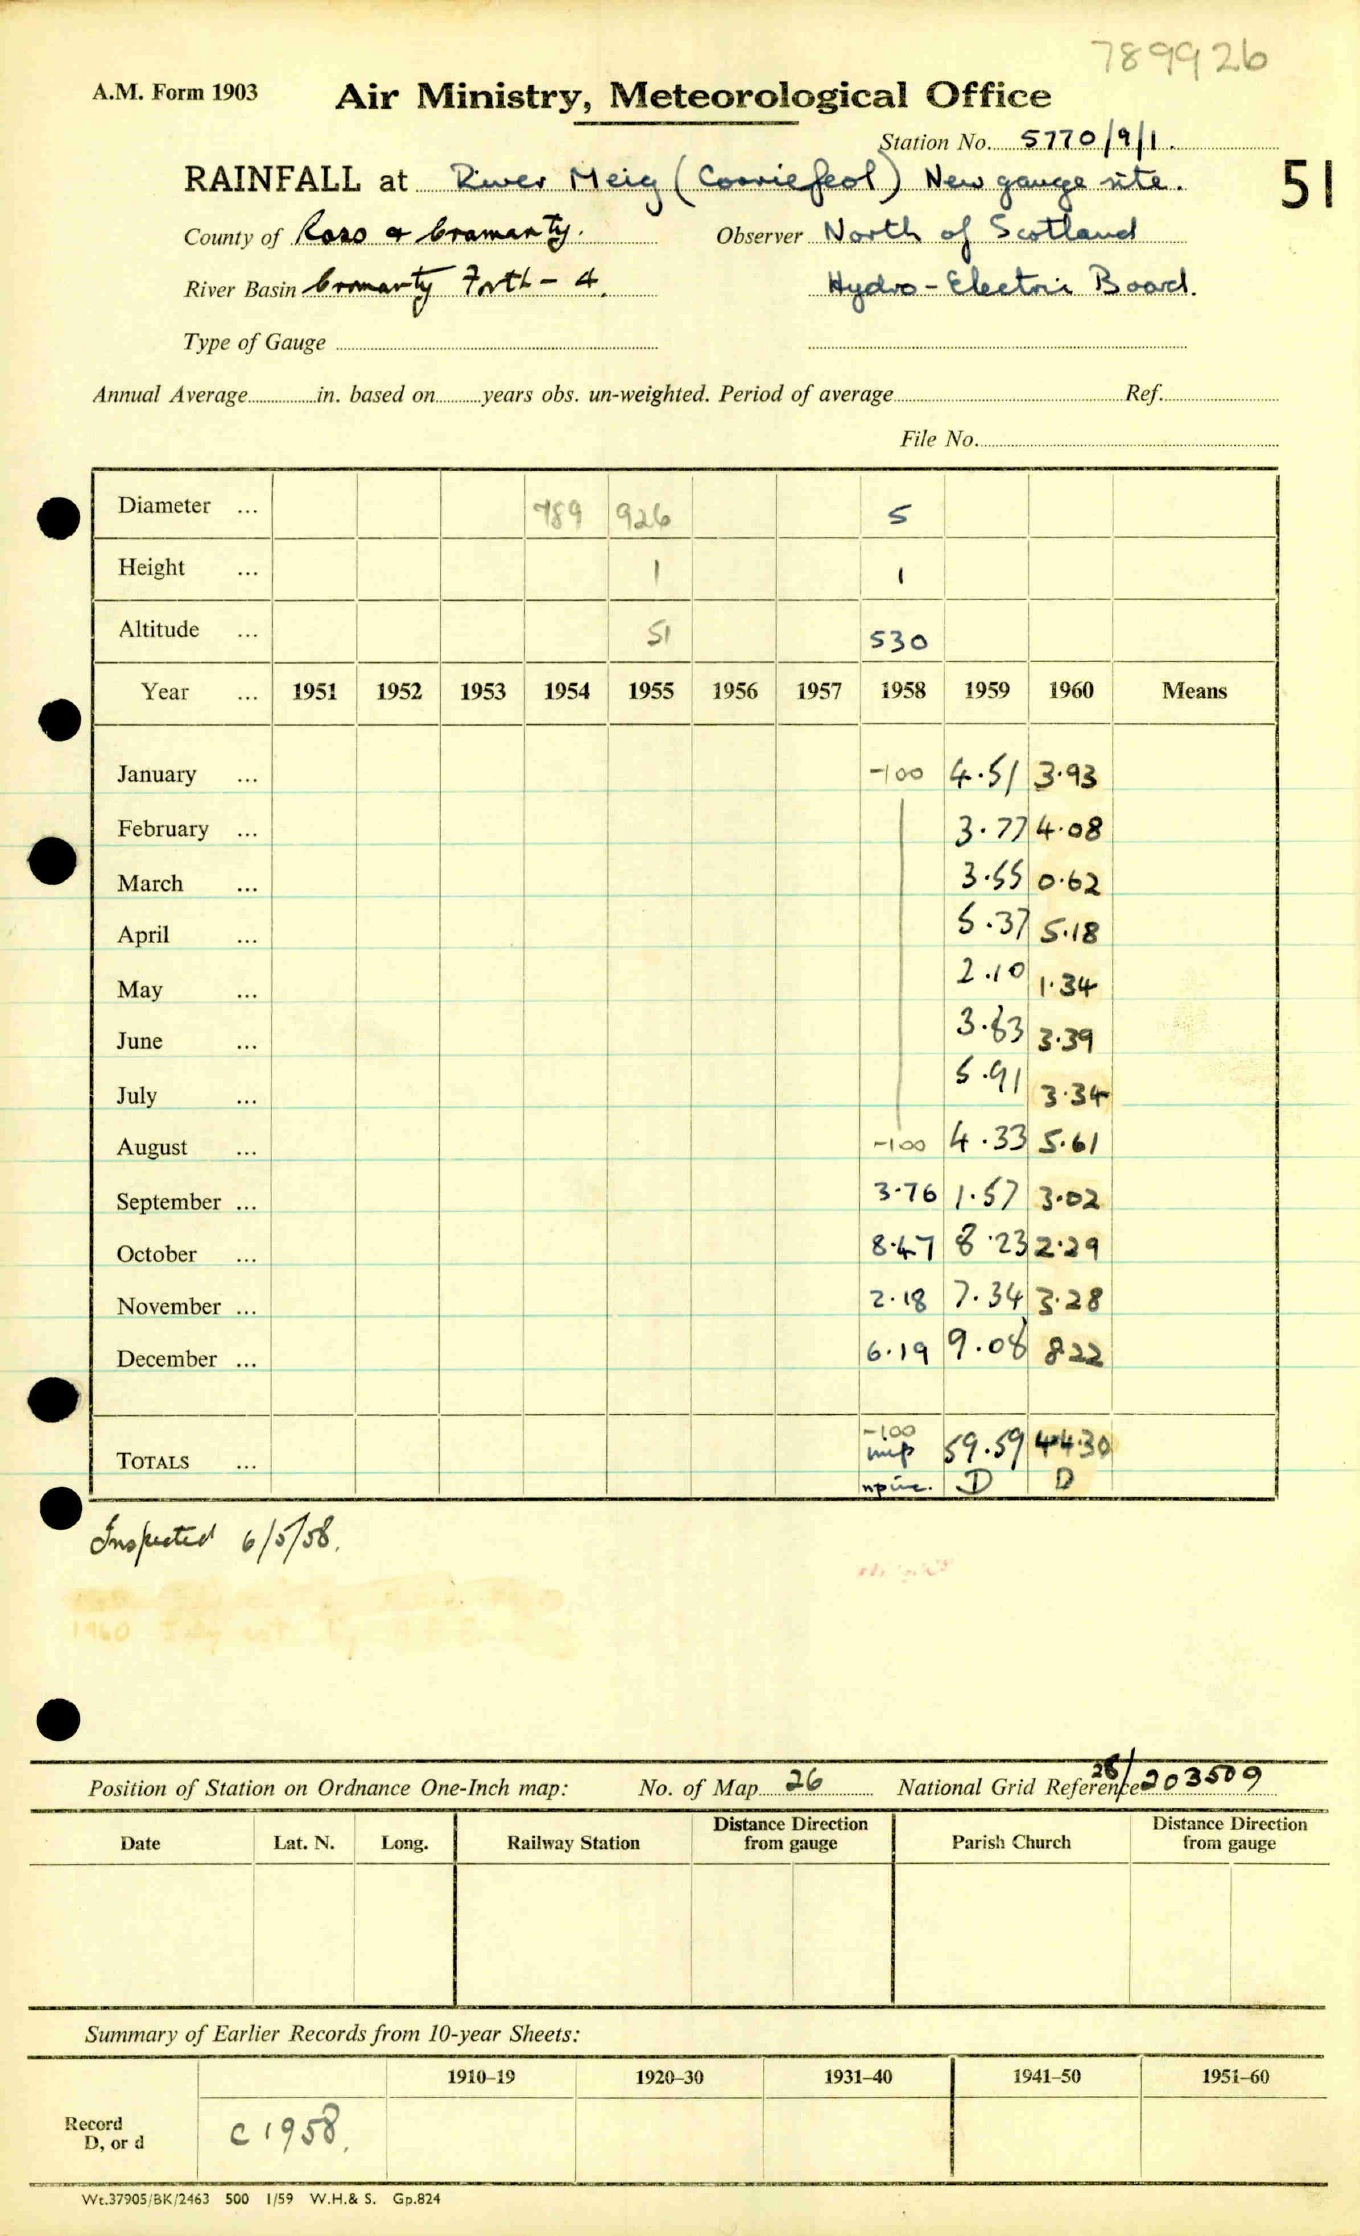 789926
A.M. Form 1903 Air Ministry, Meteorological Office
Station No. 5770/9/1.
RAINFALL at River Meig (Corriefeol) New gauge site. 51
County of Ross & Cromarty. Observer North of Scotland
River Basin Cromarty Forth - 4. Hydro-Electric Board.
Type of Gauge
Annual Average in. based on years obs. un-weighted. Period of average Ref.
File No.
Diameter ... 789 926 5
Height ... 1 1
Altitude ... 51 530
Year ... 1951 1952 1953 1954 1955 1956 1957 1958 1959 1960 Means
January ... -100 4.51 3.93
February ... 3.77 4.08
March ... 3.55 0.62
April ... 5.37 5.18
May ... 2.10 1.34
June ... 3.83 3.39
July ... 5.91 3.34
August ... -100 4.33 5.61
September ... 3.76 1.57 3.02
October ... 8.47 8.23 2.29
November ... 2.18 7.34 3.28
December ... 6.19 9.08 8.22
-100
TOTALS ... 59.59 44.30
D D
Inspected 6/5/58.
1960 July
Position of Station on Ordnance One-Inch map: No. of Map 26 National Grid Reference 28/203509
Date Lat. N. Long. Railway Station Distance Direction from gauge Parish Church Distance Direction from gauge
Summary of Earlier Records from 10-year Sheets:
1910–19 1920–30 1931–40 1941–50 1951–60
Record
D, or d C 1958.
Wt.37905/BK/2463 500 1/59 W.H.& S. Gp.824